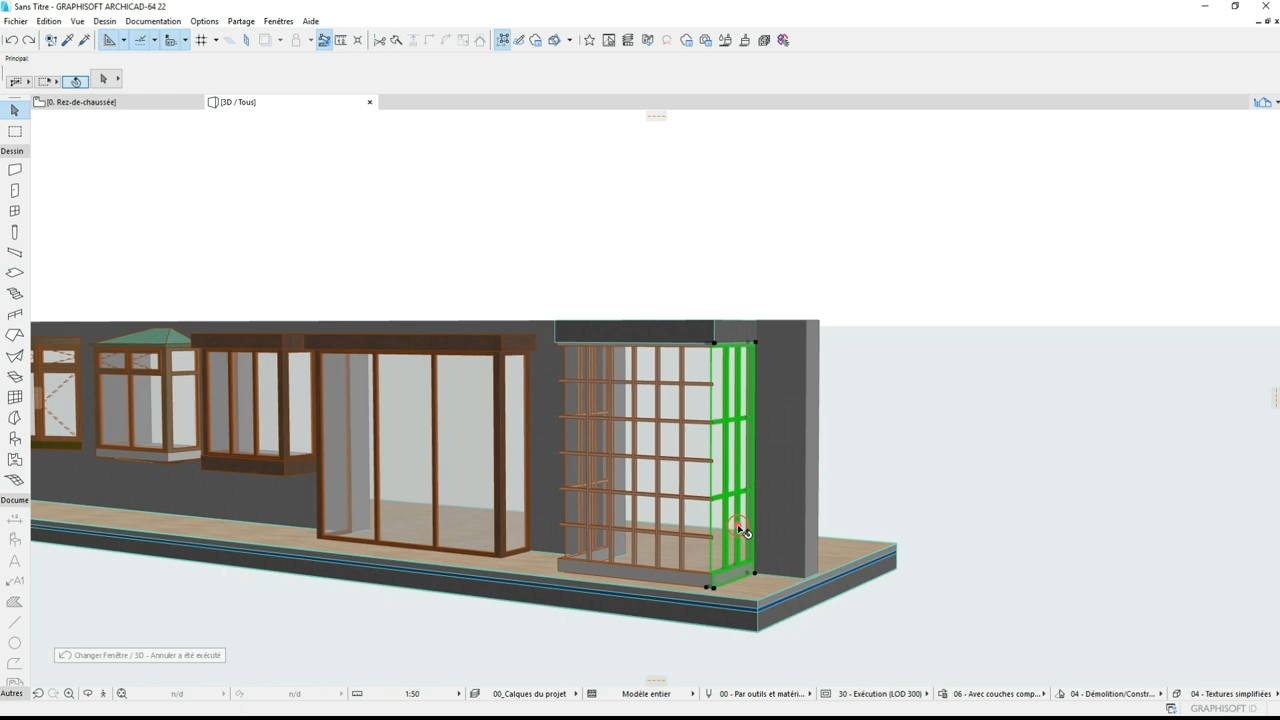 Sans Titre - GRAPHISOFT ARCHICAD-64 22
Fichier Edition Vue Dessin Documentation Options Partage Fenêtres Aide
Principal:
[0. Rez-de-chaussée] [3D / Tous]
Dessin
Docume
A1
A
Changer Fenêtre / 3D - Annuler a été exécuté
Autres n/d n/d 1:50 00_Calques du projet Modèle entier 00 - Par outils et matéri... 30 - Exécution (LOD 300) 06 - Avec couches comp... 04 - Démolition/Constr... 04 - Textures simplifiées
GRAPHISOFT ID